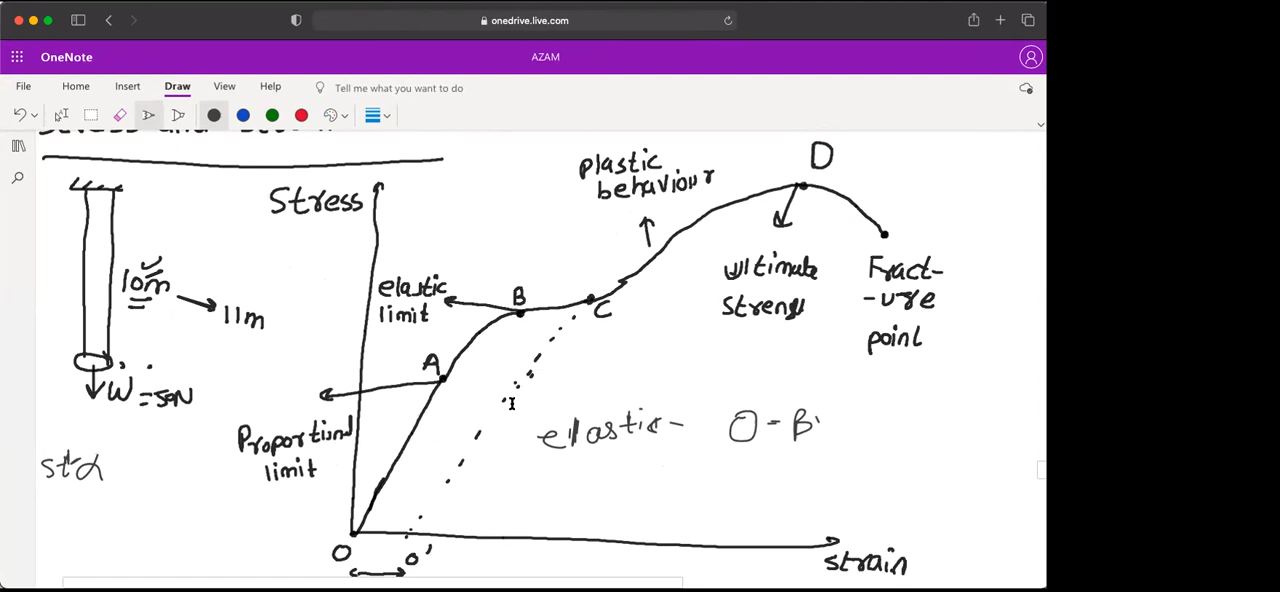 onedrive.live.com
OneNote
AZAM
File
Home
Insert
Draw
View
Help
Tell me what you want to do
Stress
plastic
behaviour
D
10m
11m
W = 50N
elastic
limit
B
C
A
ultimate
Fract-
-ure
point
Proportional
limit
elastic - O - B
O
O'
strain